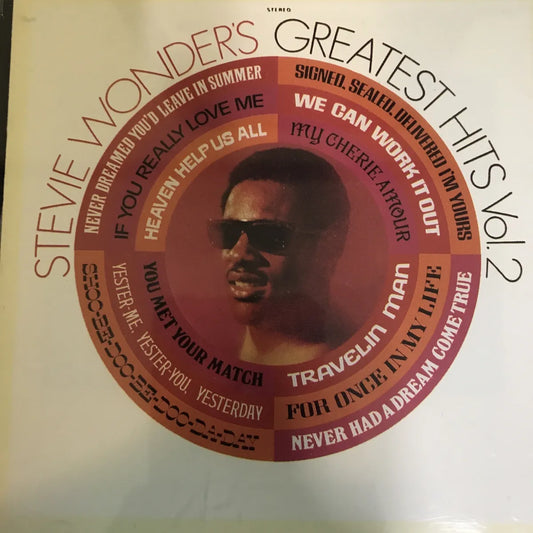 STEREO
STEVIE WONDER'S GREATEST HITS Vol. 2
NEVER DREAMED YOU'D LEAVE IN SUMMER
IF YOU REALLY LOVE ME
HEAVEN HELP US ALL
SIGNED, SEALED, DELIVERED I'M YOURS
WE CAN WORK IT OUT
MY CHERIE AMOUR
YOU MET YOUR MATCH
YESTER-ME, YESTER-YOU, YESTERDAY
SHOO-BE-DOO-BE-DOO-DA-DAY
TRAVELIN MAN
FOR ONCE IN MY LIFE
NEVER HAD A DREAM COME TRUE